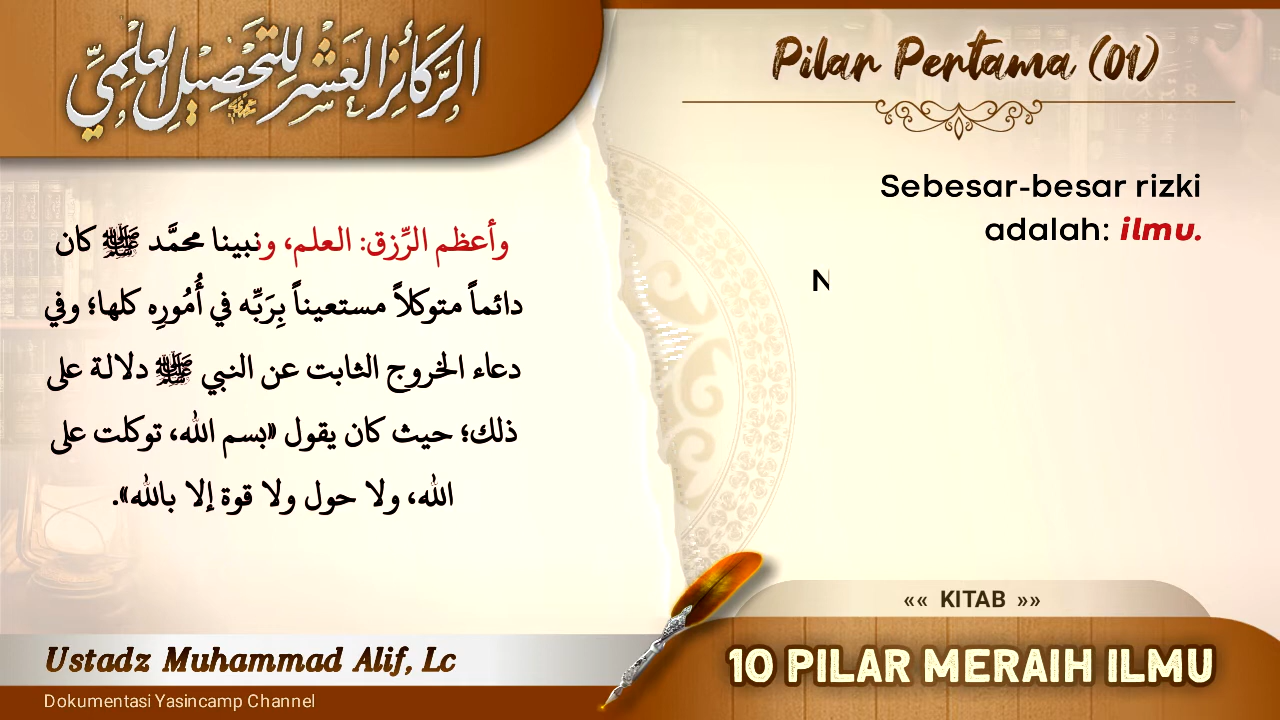 الرَّكَائِزُ العَشْرُ لِلتَّحْصِيْلِ العِلْمِيِّ
وأعظم الرِّزق: العلم، ونبينا محمَّد ﷺ كان
دائماً متوكلاً مستعيناً بِرَبِّه في أُمُورِه كلها؛ وفي
دعاء الخروج الثابت عن النبي ﷺ دلالة على
ذلك؛ حيث كان يقول «بسم الله، توكلت على
الله، ولا حول ولا قوة إلا بالله».
Pilar Pertama (01)
Sebesar-besar rizki
adalah: ilmu.
N
Ustadz Muhammad Alif, Lc
Dokumentasi Yasincamp Channel
«« KITAB »»
10 PILAR MERAIH ILMU